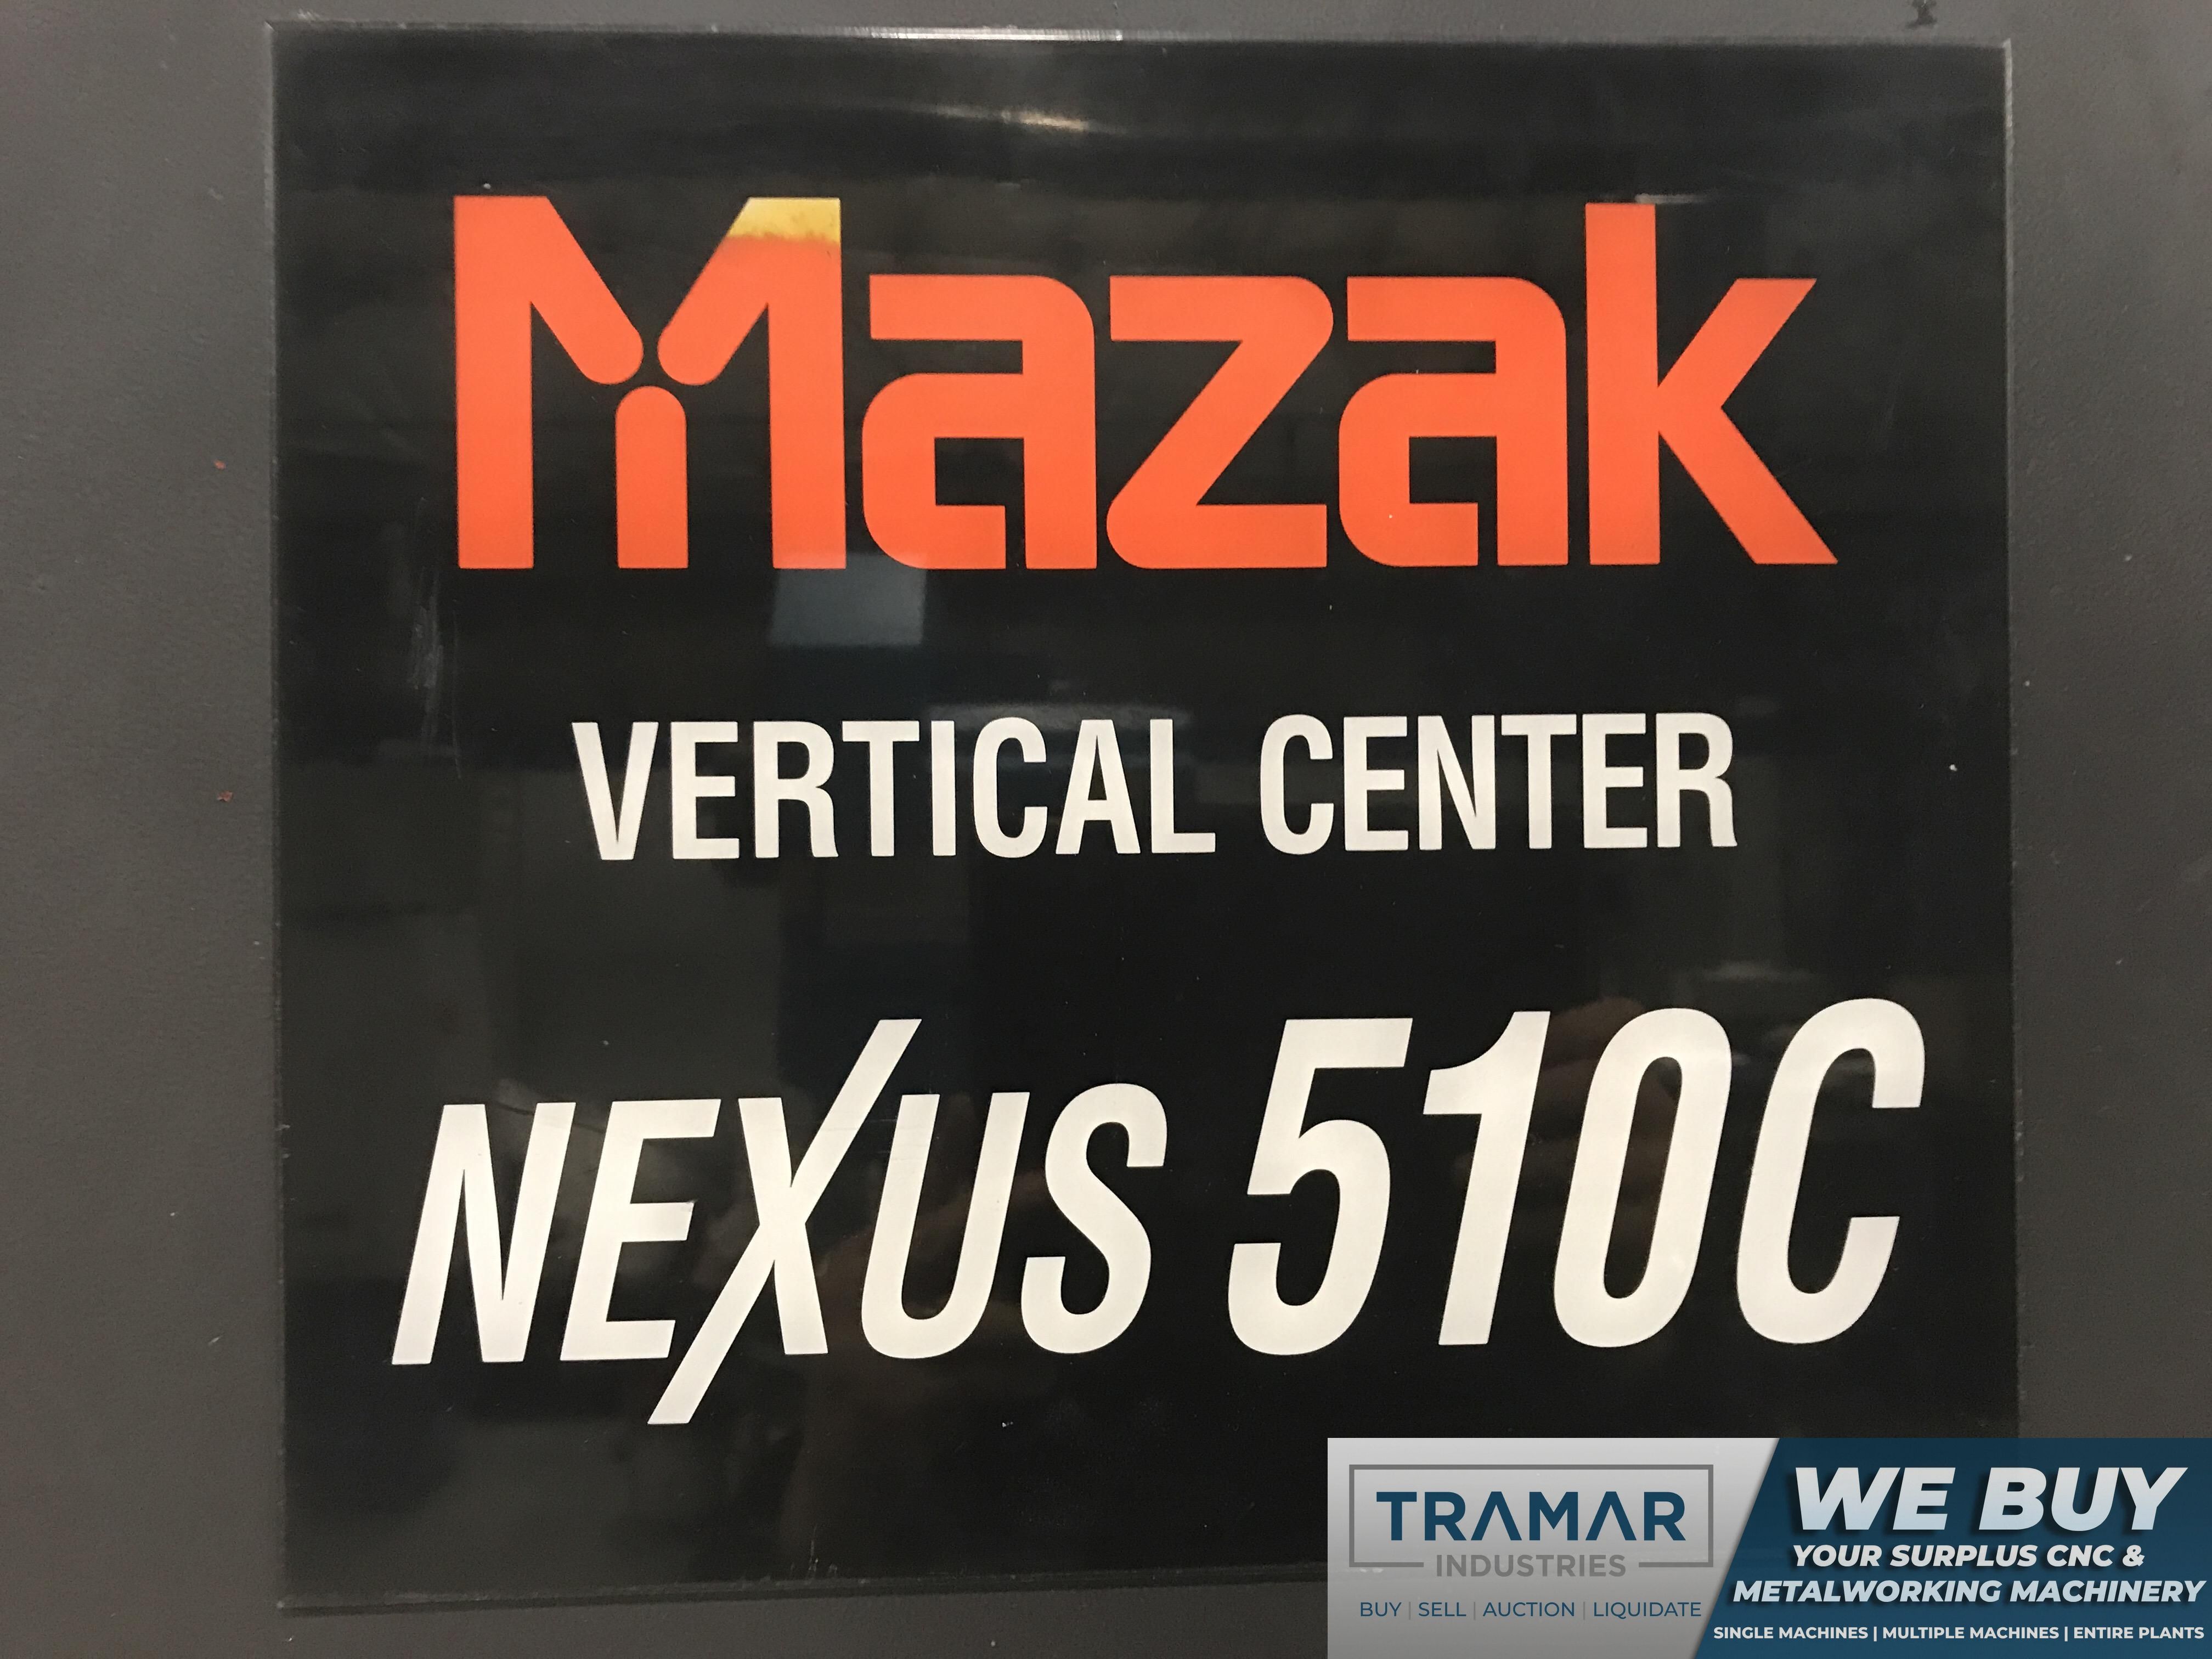 Mazak
VERTICAL CENTER
NEXUS 510C
TRAMAR
INDUSTRIES
BUY | SELL | AUCTION | LIQUIDATE
WE BUY
YOUR SURPLUS CNC &
METALWORKING MACHINERY
SINGLE MACHINES | MULTIPLE MACHINES | ENTIRE PLANTS